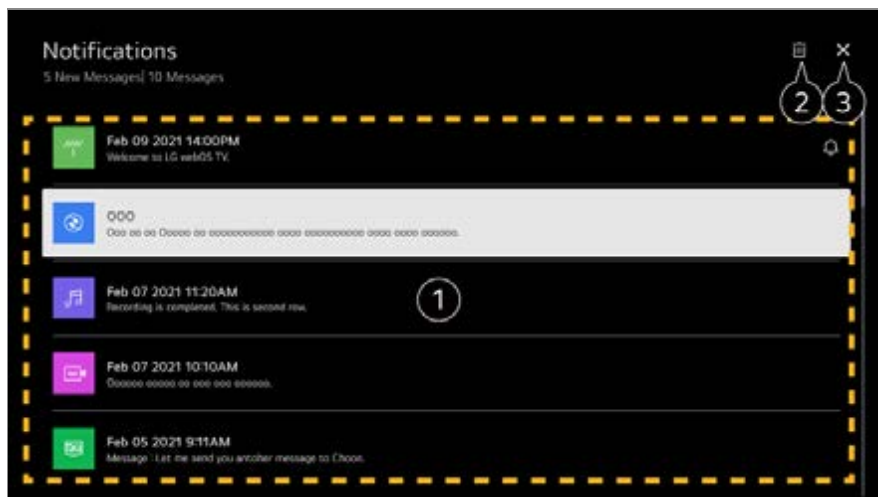 Notifications
5 New Messages| 10 Messages
2 3
Feb 09 2021 14:00PM
Welcome to LG webOS TV.
OOO
Ooo oo oo Ooooo oo ooooooooooo oooo oooooooooo oooo oooo oooooo.
Feb 07 2021 11:20AM
Recording is completed. This is second row.
1
Feb 07 2021 10:10AM
Oooooo ooooo oo ooo ooo oooooo.
Feb 05 2021 9:11AM
Message : Let me send you antoher message to Choon.